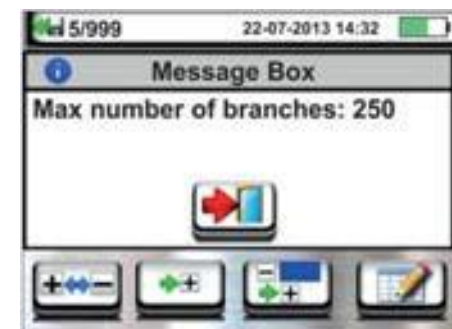 5/999 22-07-2013 14:32
Message Box
Max number of branches: 250